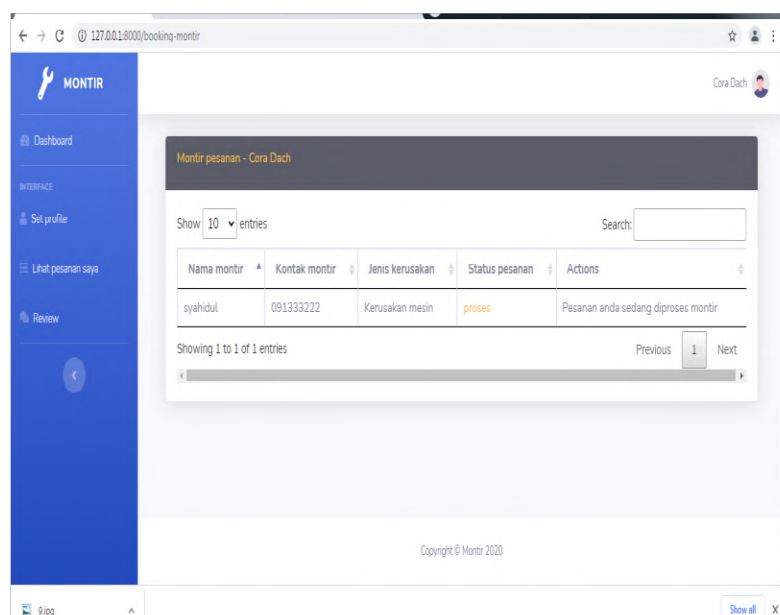 127.0.0.1:8000/booking-montir
MONTIR
Cora Dach
Dashboard
INTERFACE
Set profile
Lihat pesanan saya
Review
Montir pesanan - Cora Dach
Show 10 entries
Search:
Nama montir Kontak montir Jenis kerusakan Status pesanan Actions
syahidul 091333222 Kerusakan mesin proses Pesanan anda sedang diproses montir
Showing 1 to 1 of 1 entries
Previous 1 Next
Copyright © Montir 2020
9.jpg
Show all X